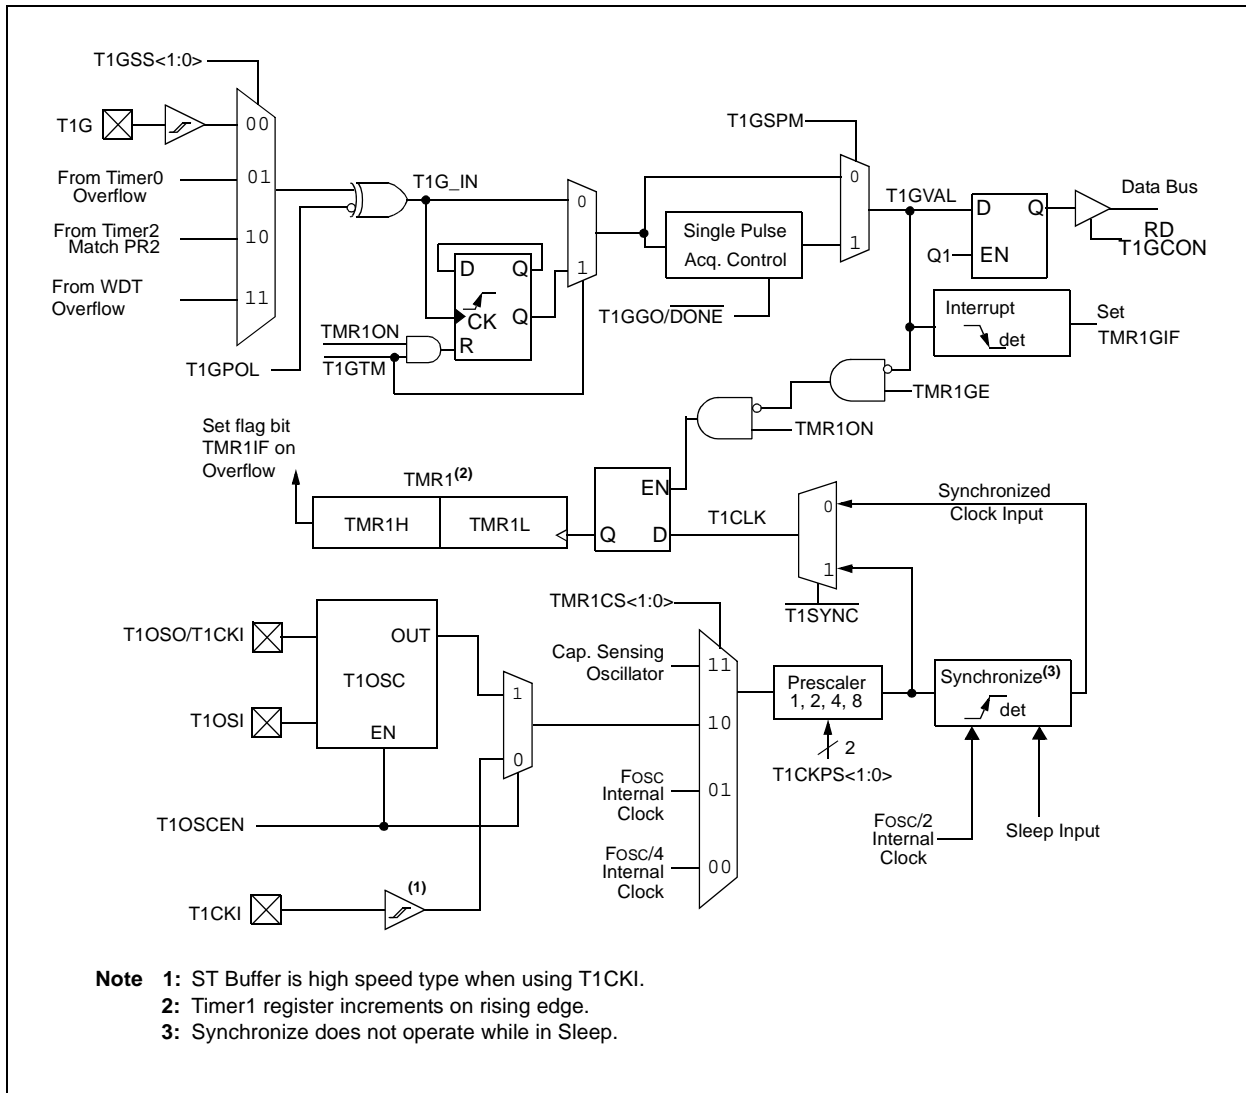 T1GSS<1:0>
T1G
00
From Timer0
Overflow
01
From Timer2
Match PR2
10
From WDT
Overflow
11
T1GPOL
T1G_IN
0
1
D
Q
CK
Q
R
TMR1ON
T1GTM
T1GSPM
0
1
Single Pulse
Acq. Control
T1GGO/DONE
T1GVAL
D
Q
Q1
EN
Data Bus
RD
T1GCON
Interrupt
det
Set
TMR1GIF
TMR1GE
TMR1ON
Set flag bit
TMR1IF on
Overflow
TMR1(2)
TMR1H
TMR1L
EN
Q
D
T1CLK
0
1
T1SYNC
Synchronized
Clock Input
T1OSO/T1CKI
OUT
T1OSC
T1OSI
EN
1
0
T1OSCEN
T1CKI
(1)
TMR1CS<1:0>
Cap. Sensing
Oscillator
11
10
FOSC
Internal
Clock
01
FOSC/4
Internal
Clock
00
Prescaler
1, 2, 4, 8
2
T1CKPS<1:0>
Synchronize(3)
det
FOSC/2
Internal
Clock
Sleep Input
Note 1: ST Buffer is high speed type when using T1CKI.
2: Timer1 register increments on rising edge.
3: Synchronize does not operate while in Sleep.